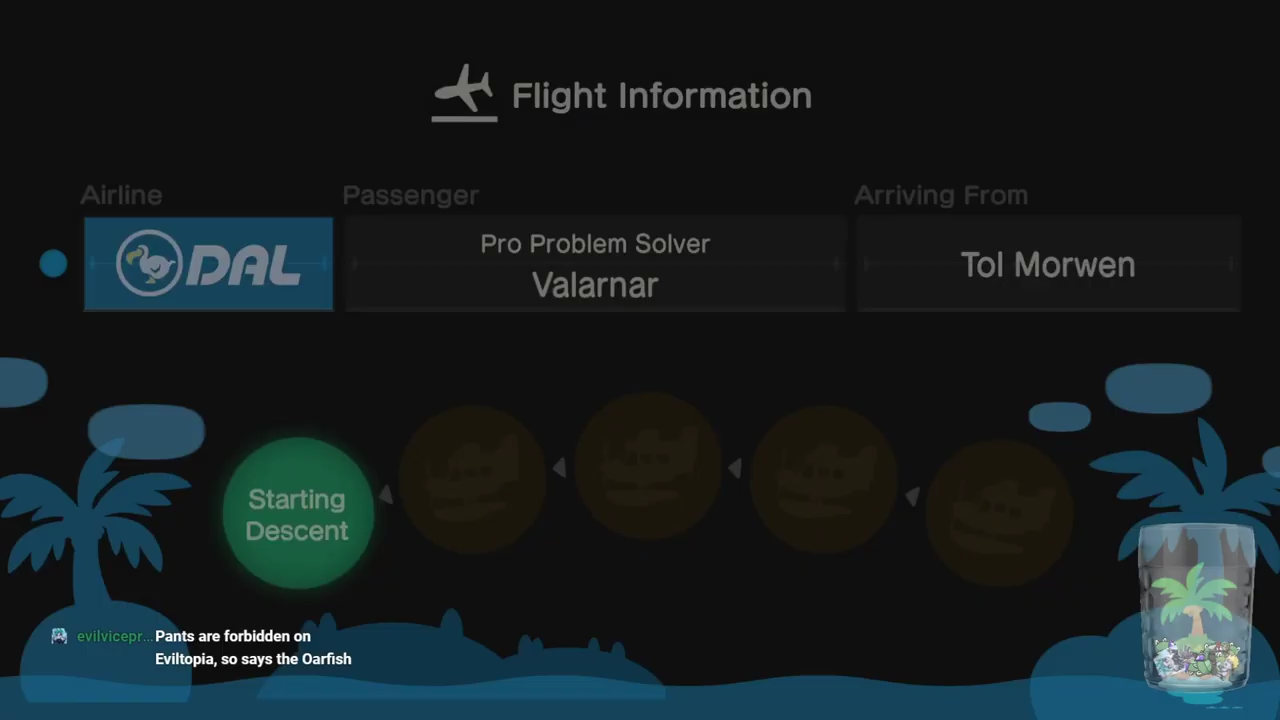 Flight Information
Airline
Passenger
Arriving From
DAL
Pro Problem Solver
Valarnar
Tol Morwen
Starting
Descent
evilvicepr... Pants are forbidden on
Eviltopia, so says the Oarfish